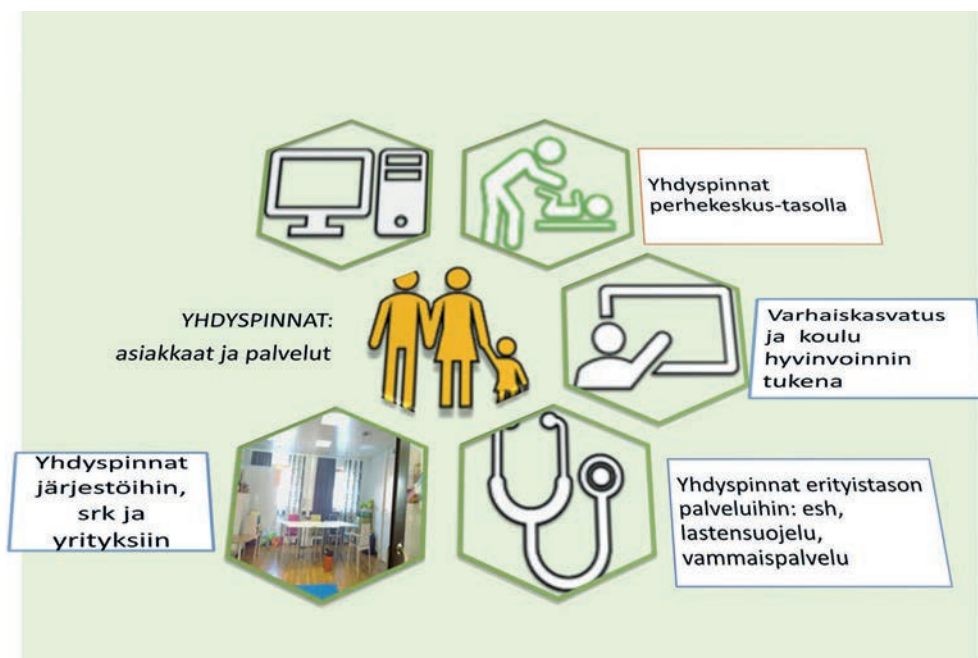 Yhdyspinnat
perhekeskus-tasolla
YHDYSPINNAT:
asiakkaat ja palvelut
Varhaiskasvatus
ja koulu
hyvinvoinnin
tukena
Yhdyspinnat
järjestöihin,
srk ja
yrityksiin
Yhdyspinnat erityistason
palveluihin: esh,
lastensuojelu,
vammaispalvelu